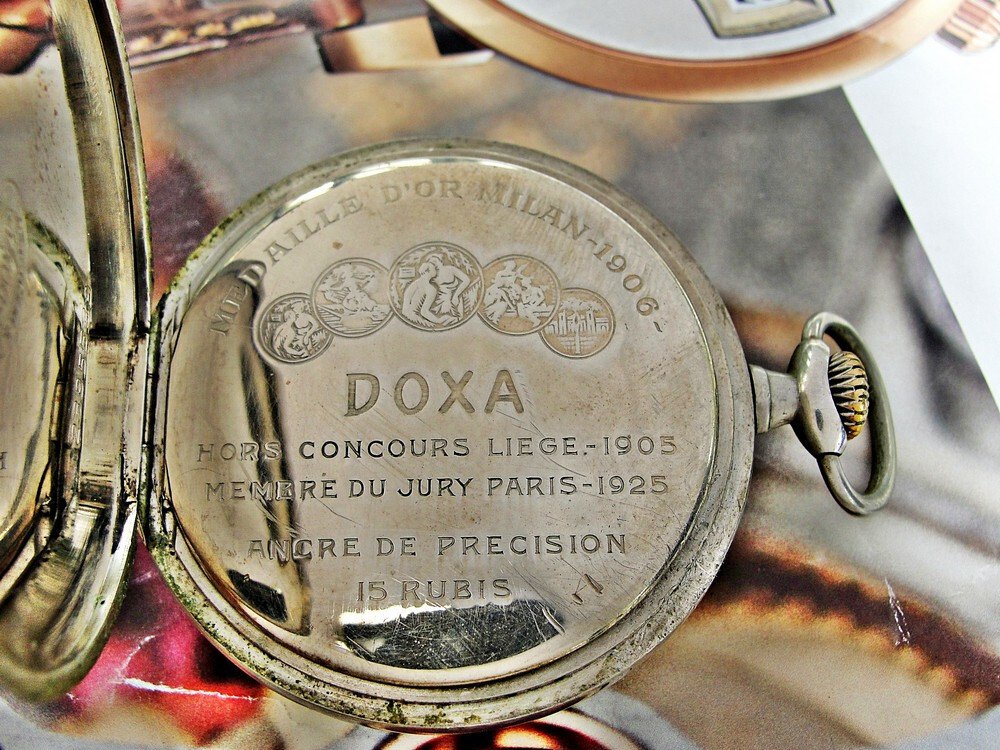 MEDAILLE D'OR MILAN-1906-
DOXA
HORS CONCOURS LIEGE.-1905
MEMBRE DU JURY PARIS-1925
ANCRE DE PRECISION
15 RUBIS